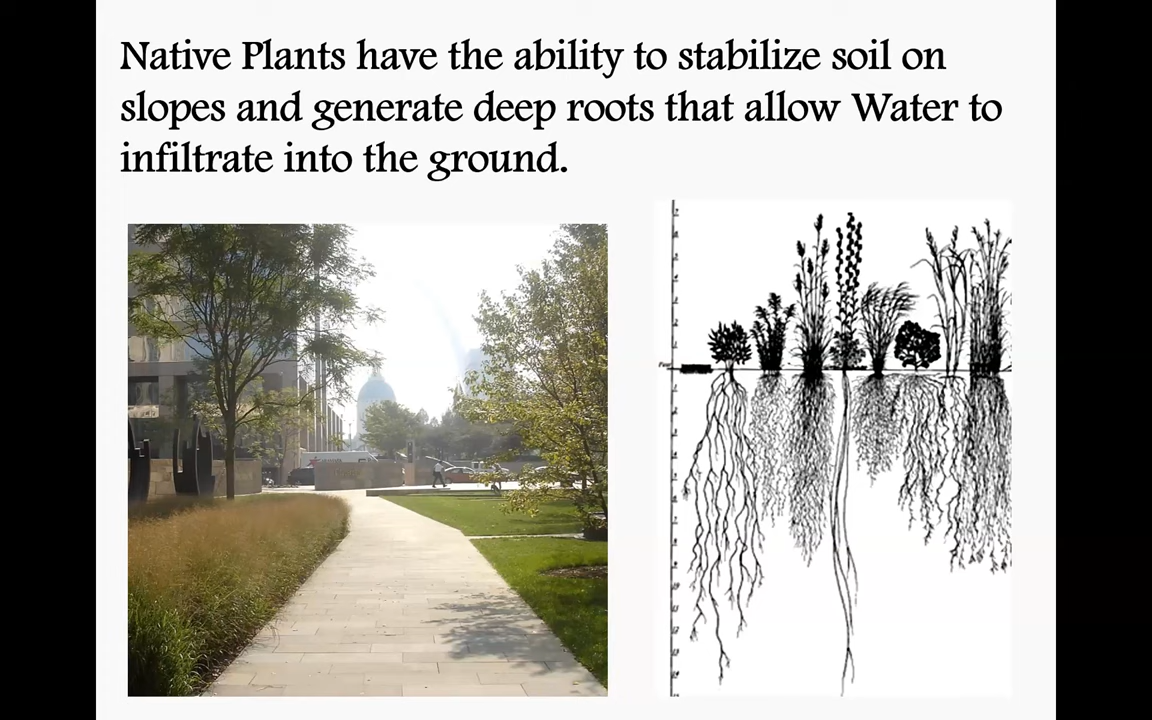 Native Plants have the ability to stabilize soil on
slopes and generate deep roots that allow Water to
infiltrate into the ground.